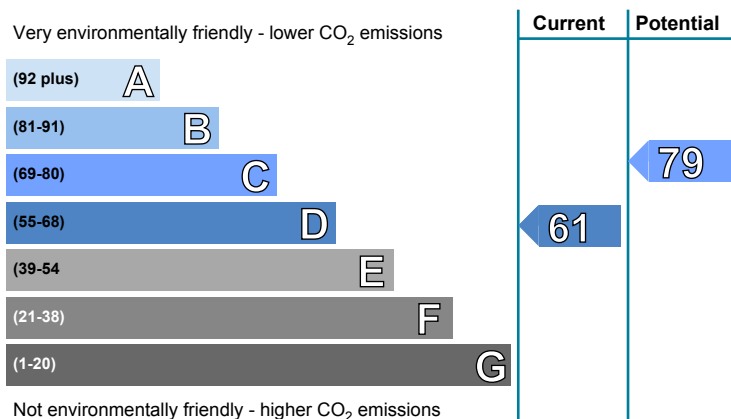 Very environmentally friendly - lower CO2 emissions
Current
Potential
(92 plus) A
(81-91) B
(69-80) C
79
(55-68) D
61
(39-54 E
(21-38) F
(1-20) G
Not environmentally friendly - higher CO2 emissions